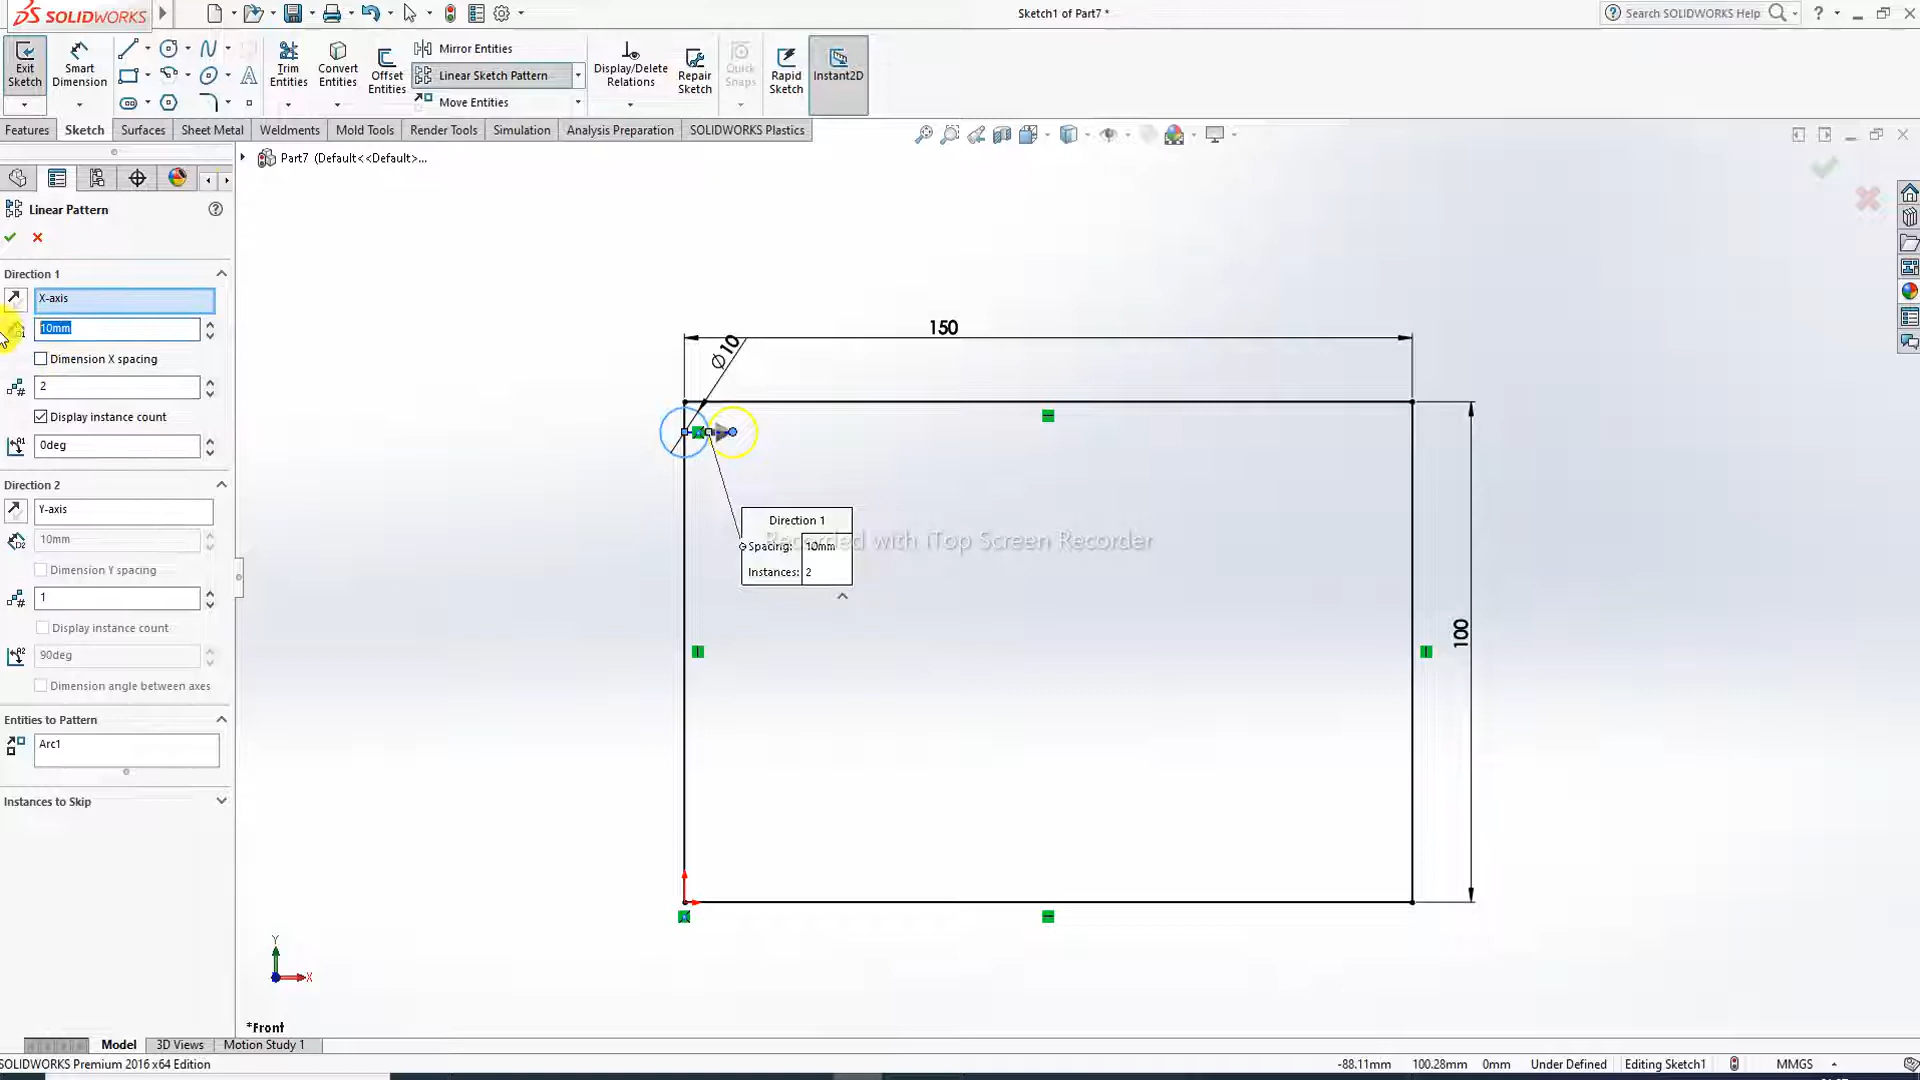 SOLIDWORKS
Sketch1 of Part7 *
Search SOLIDWORKS Help
?
Exit Sketch
Smart Dimension
Trim Entities
Convert Entities
Offset Entities
Mirror Entities
Linear Sketch Pattern
Move Entities
Display/Delete Relations
Repair Sketch
Quick Snaps
Rapid Sketch
Instant2D
Features
Sketch
Surfaces
Sheet Metal
Weldments
Mold Tools
Render Tools
Simulation
Analysis Preparation
SOLIDWORKS Plastics
Part7 (Default<<Default>...
Linear Pattern
?
Direction 1
X-axis
10mm
Dimension X spacing
2
Display instance count
0deg
Direction 2
Y-axis
10mm
Dimension Y spacing
1
Display instance count
90deg
Dimension angle between axes
Entities to Pattern
Arc1
Instances to Skip
150
Ø10
100
Direction 1
Spacing: 10mm
Instances: 2
Recorded with iTop Screen Recorder
Y
X
*Front
Model
3D Views
Motion Study 1
SOLIDWORKS Premium 2016 x64 Edition
-88.11mm
100.28mm
0mm
Under Defined
Editing Sketch1
MMGS